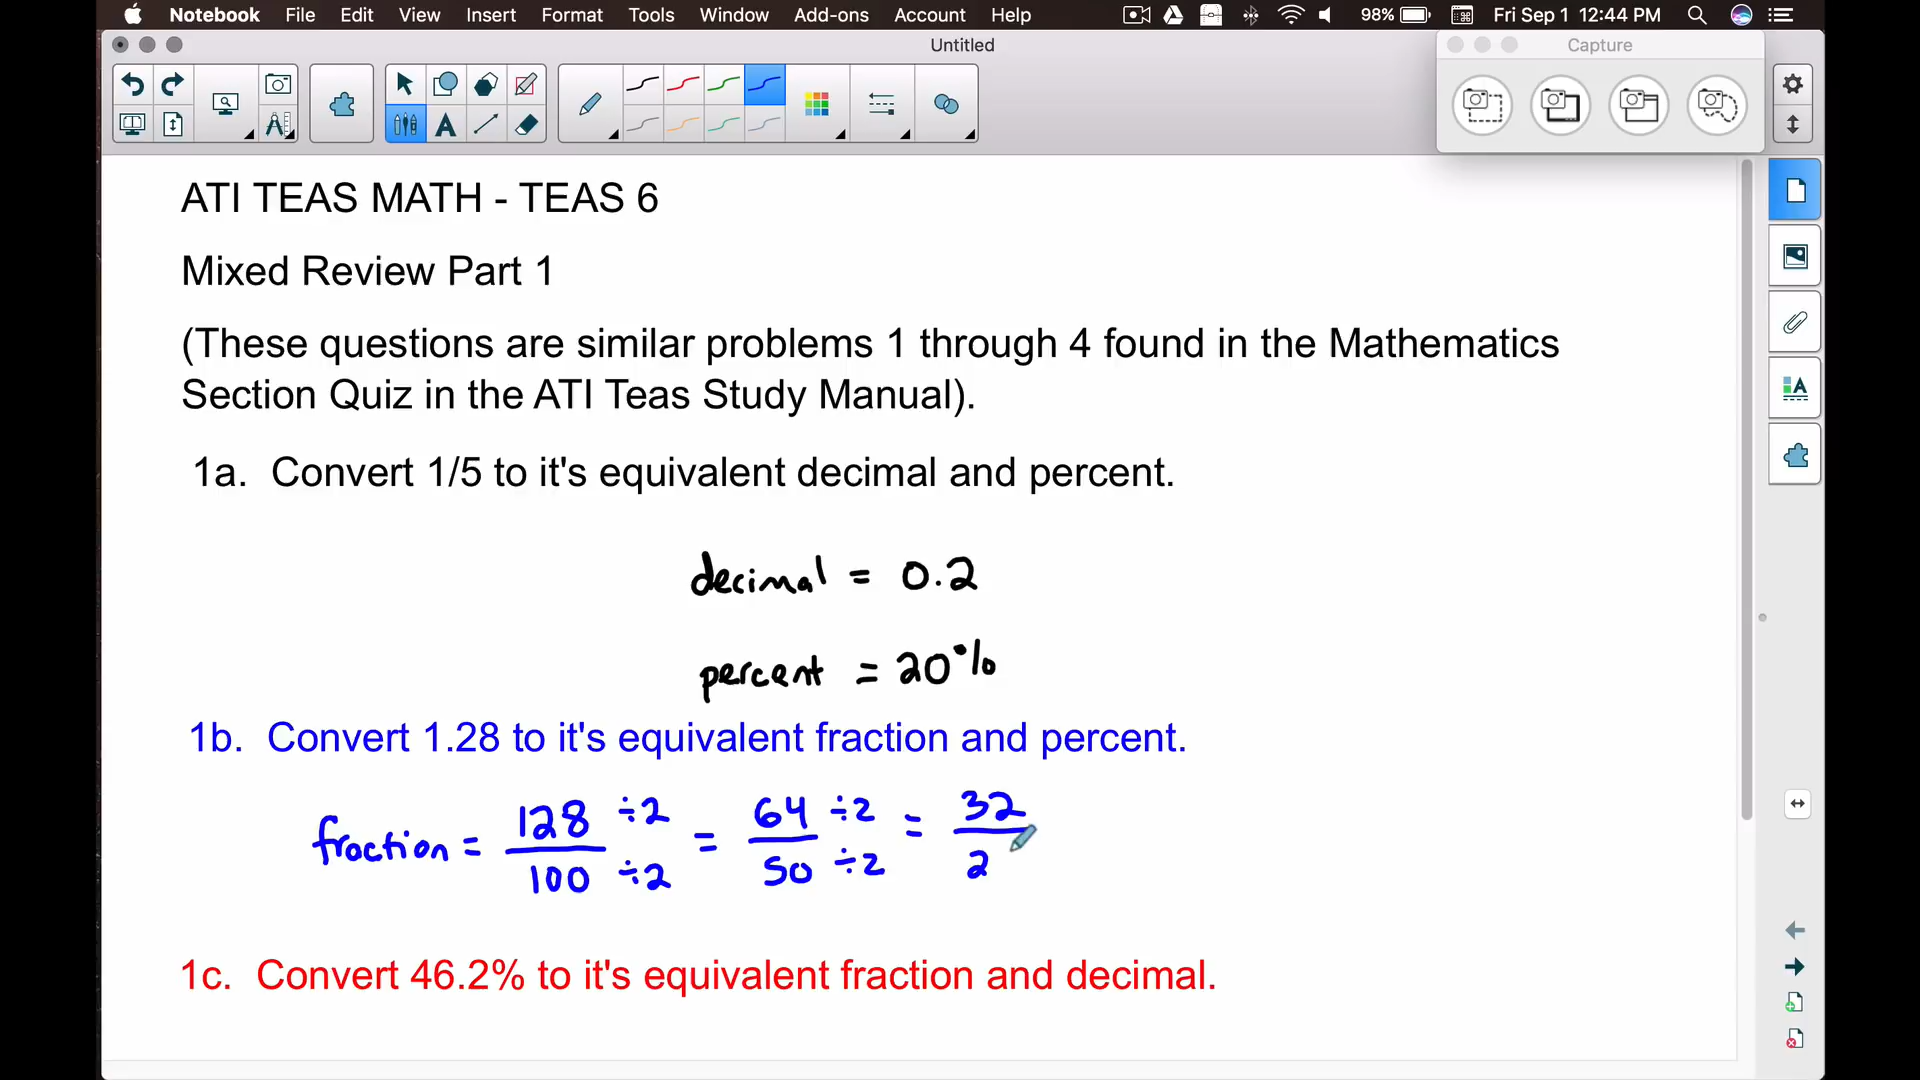 Notebook File Edit View Insert Format Tools Window Add-ons Account Help 98% Fri Sep 1 12:44 PM
Untitled
Capture
ATI TEAS MATH - TEAS 6
Mixed Review Part 1
(These questions are similar problems 1 through 4 found in the Mathematics
Section Quiz in the ATI Teas Study Manual).
1a. Convert 1/5 to it's equivalent decimal and percent.
decimal = 0.2
percent = 20%
1b. Convert 1.28 to it's equivalent fraction and percent.
fraction = 128/100 ÷2/÷2 = 64/50 ÷2/÷2 = 32/2
1c. Convert 46.2% to it's equivalent fraction and decimal.